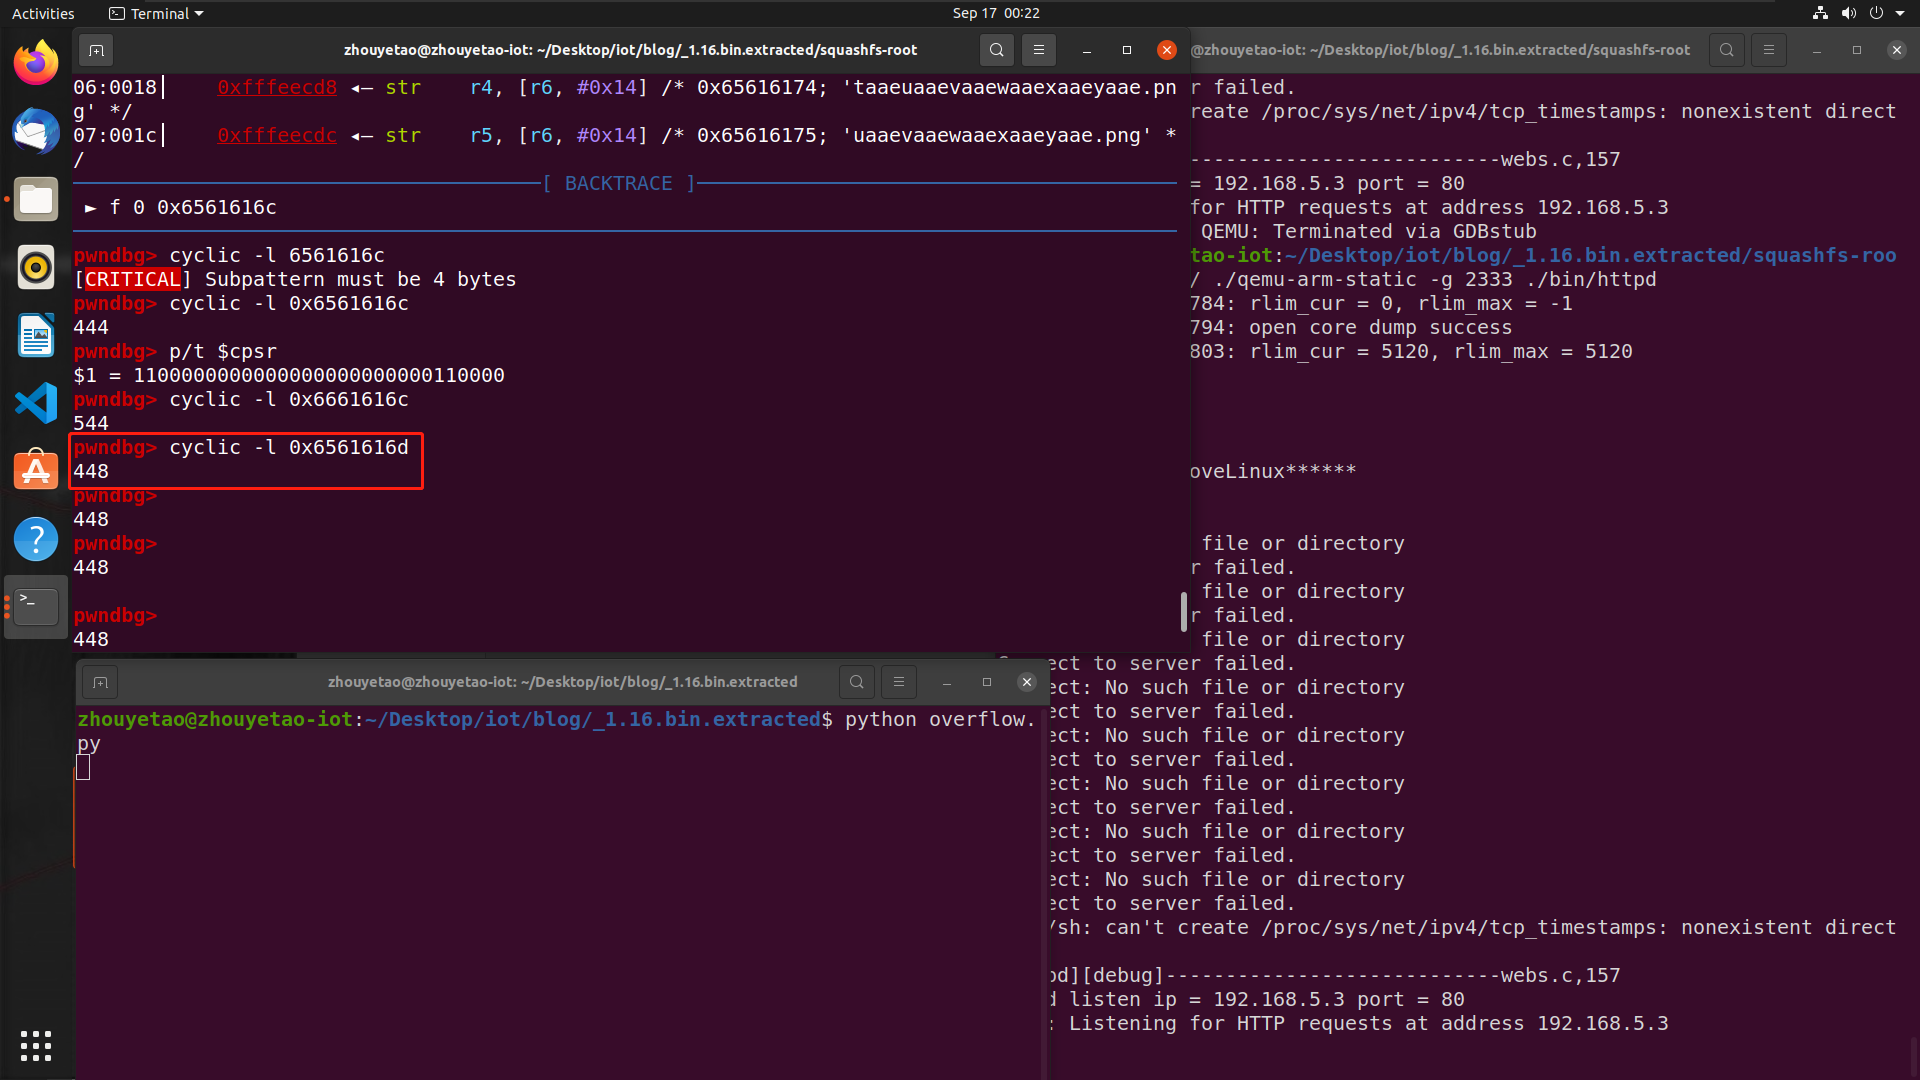 Activities
Terminal
Sep 17  00:22
zhouyetao@zhouyetao-iot: ~/Desktop/iot/blog/_1.16.bin.extracted/squashfs-root
06:0018│     0xfffeecd8 ◂— str    r4, [r6, #0x14] /* 0x65616174; 'taaeuaaevaaewaaexaaeyaae.pn
g' */
07:001c│     0xfffeecdc ◂— str    r5, [r6, #0x14] /* 0x65616175; 'uaaevaaewaaexaaeyaae.png' *
/
[ BACKTRACE ]
► f 0 0x6561616c
pwndbg> cyclic -l 6561616c
[CRITICAL] Subpattern must be 4 bytes
pwndbg> cyclic -l 0x6561616c
444
pwndbg> p/t $cpsr
$1 = 1100000000000000000000000110000
pwndbg> cyclic -l 0x6661616c
544
pwndbg> cyclic -l 0x6561616d
448
pwndbg>
448
pwndbg>
448
pwndbg>
448
zhouyetao@zhouyetao-iot: ~/Desktop/iot/blog/_1.16.bin.extracted
zhouyetao@zhouyetao-iot:~/Desktop/iot/blog/_1.16.bin.extracted$ python overflow.
py
@zhouyetao-iot: ~/Desktop/iot/blog/_1.16.bin.extracted/squashfs-root
r failed.
reate /proc/sys/net/ipv4/tcp_timestamps: nonexistent direct
--------------------------webs.c,157
= 192.168.5.3 port = 80
for HTTP requests at address 192.168.5.3
QEMU: Terminated via GDBstub
tao-iot:~/Desktop/iot/blog/_1.16.bin.extracted/squashfs-roo
/ ./qemu-arm-static -g 2333 ./bin/httpd
784: rlim_cur = 0, rlim_max = -1
794: open core dump success
803: rlim_cur = 5120, rlim_max = 5120
oveLinux******
file or directory
r failed.
file or directory
r failed.
file or directory
ect to server failed.
ect: No such file or directory
ect to server failed.
ect: No such file or directory
ect to server failed.
ect: No such file or directory
ect to server failed.
ect: No such file or directory
ect to server failed.
ect: No such file or directory
ect to server failed.
/sh: can't create /proc/sys/net/ipv4/tcp_timestamps: nonexistent direct
d][debug]----------------------------webs.c,157
d listen ip = 192.168.5.3 port = 80
: Listening for HTTP requests at address 192.168.5.3